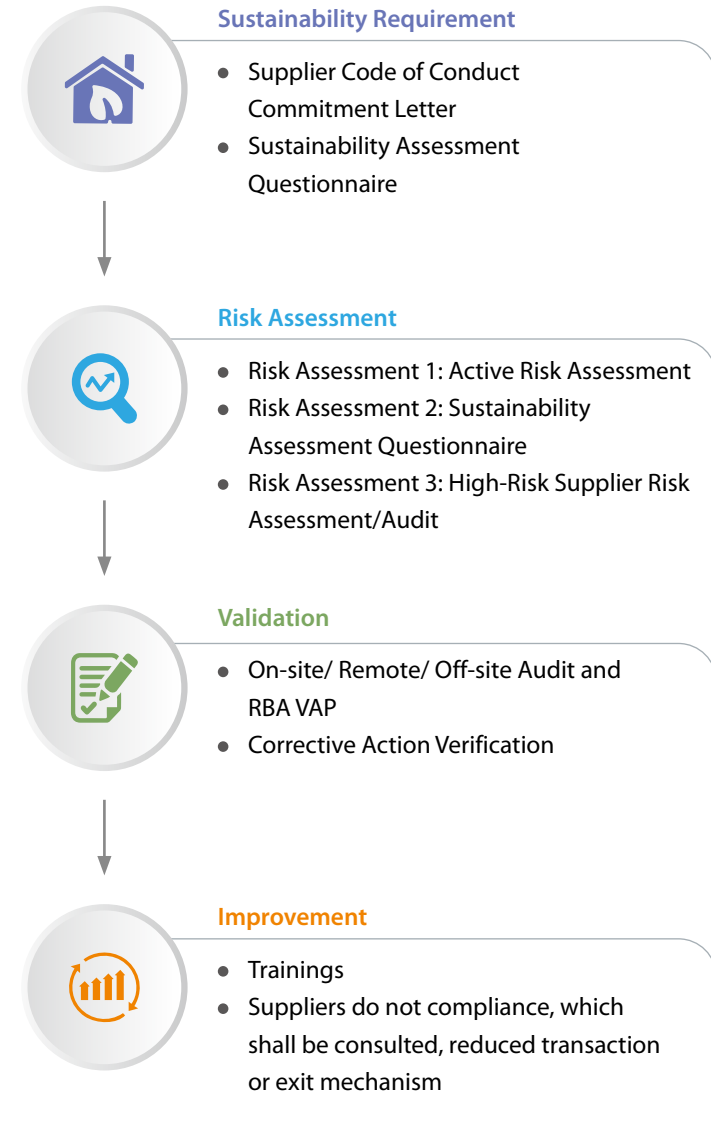 Sustainability Requirement
● Supplier Code of Conduct
Commitment Letter
● Sustainability Assessment
Questionnaire
Risk Assessment
● Risk Assessment 1: Active Risk Assessment
● Risk Assessment 2: Sustainability
Assessment Questionnaire
● Risk Assessment 3: High-Risk Supplier Risk
Assessment/Audit
Validation
● On-site/ Remote/ Off-site Audit and
RBA VAP
● Corrective Action Verification
Improvement
● Trainings
● Suppliers do not compliance, which
shall be consulted, reduced transaction
or exit mechanism